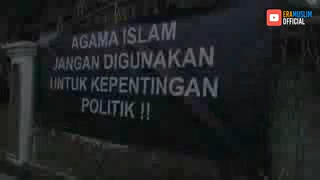 ERAMUSLIM
OFFICIAL
AGAMA ISLAM
JANGAN DIGUNAKAN
UNTUK KEPENTINGAN
POLITIK !!